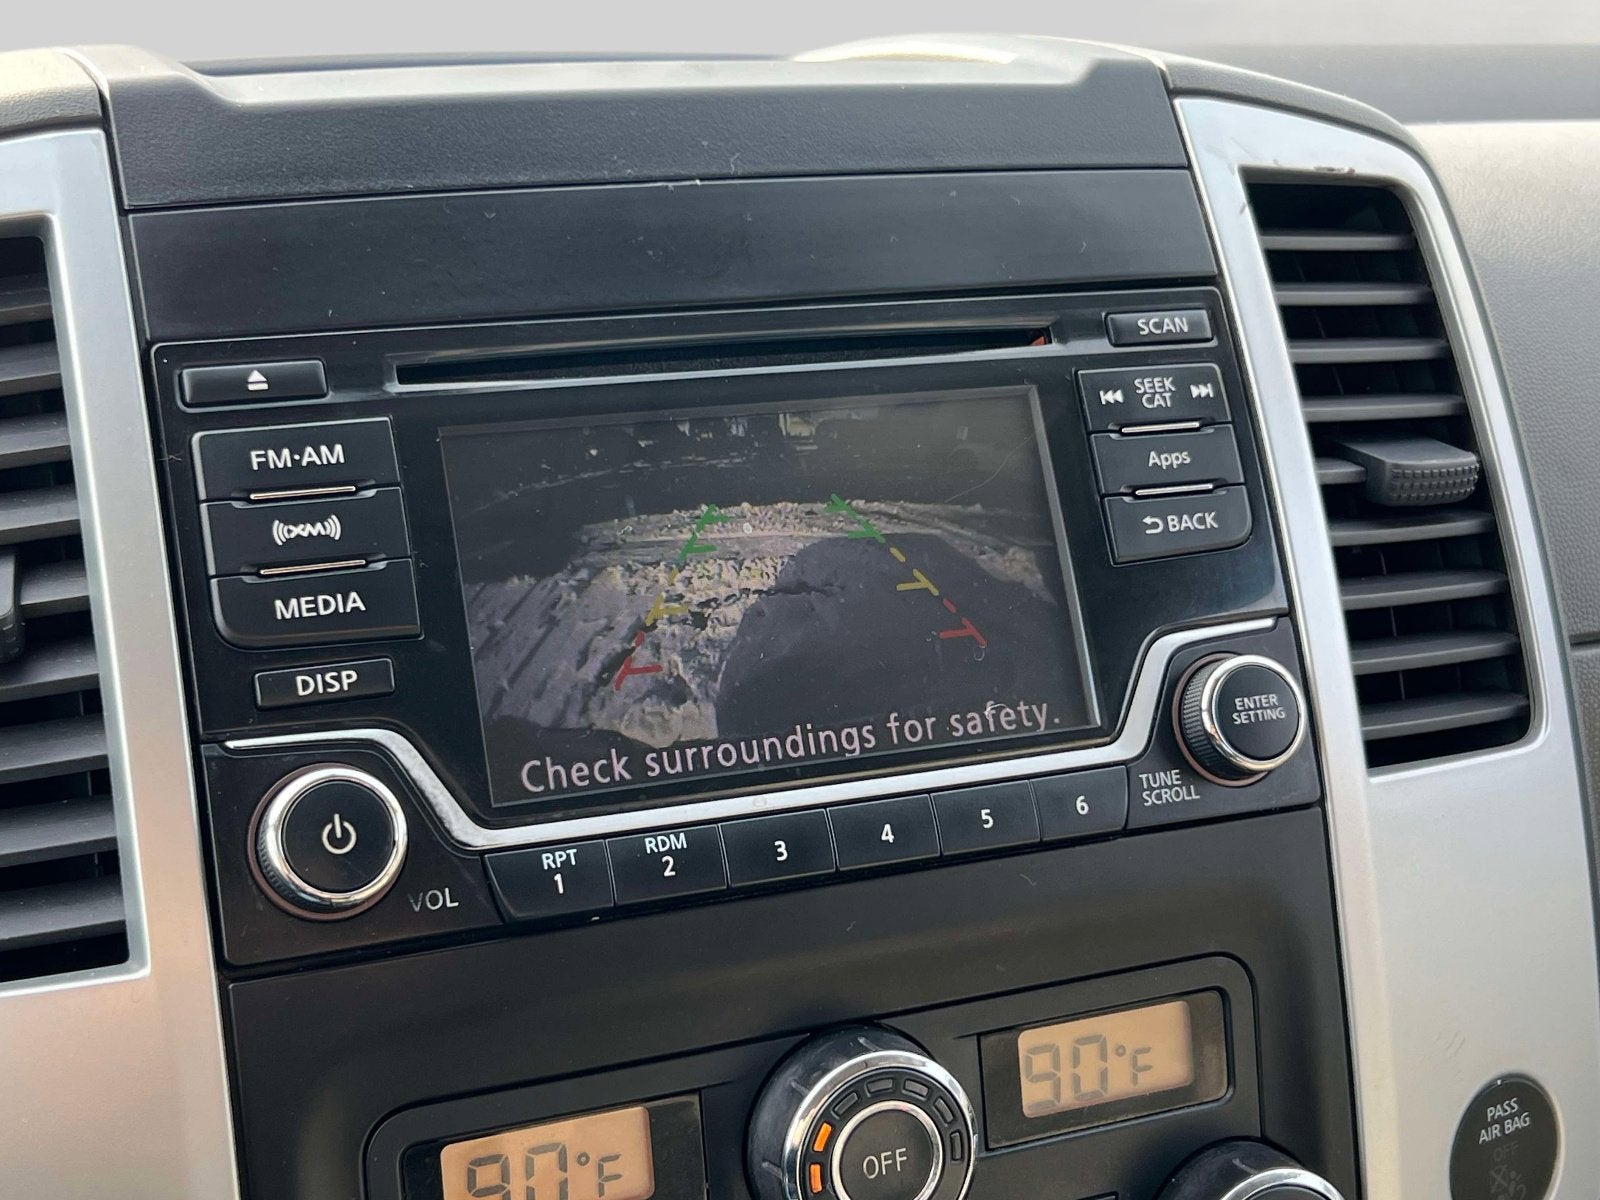 SCAN
SEEK
CAT
FM·AM
Apps
((XM))
BACK
MEDIA
DISP
ENTER
SETTING
Check surroundings for safety.
TUNE
SCROLL
VOL
RPT
1
RDM
2
3
4
5
6
90°F
90°F
OFF
PASS
AIR BAG
OFF